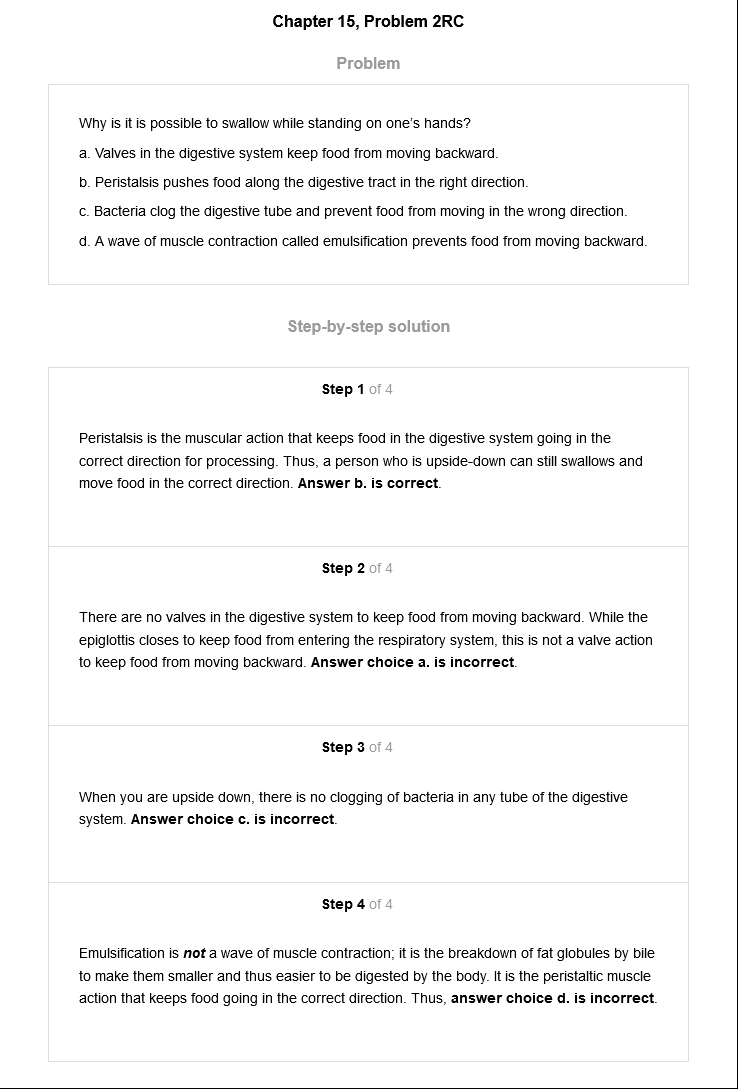 Chapter 15, Problem 2RC
Problem
Why is it is possible to swallow while standing on one's hands?
a. Valves in the digestive system keep food from moving backward.
b. Peristalsis pushes food along the digestive tract in the right direction.
c. Bacteria clog the digestive tube and prevent food from moving in the wrong direction.
d. A wave of muscle contraction called emulsification prevents food from moving backward.
Step-by-step solution
Step 1 of 4
Peristalsis is the muscular action that keeps food in the digestive system going in the
correct direction for processing. Thus, a person who is upside-down can still swallows and
move food in the correct direction. Answer b. is correct.
Step 2 of 4
There are no valves in the digestive system to keep food from moving backward. While the
epiglottis closes to keep food from entering the respiratory system, this is not a valve action
to keep food from moving backward. Answer choice a. is incorrect.
Step 3 of 4
When you are upside down, there is no clogging of bacteria in any tube of the digestive
system. Answer choice c. is incorrect.
Step 4 of 4
Emulsification is not a wave of muscle contraction; it is the breakdown of fat globules by bile
to make them smaller and thus easier to be digested by the body. It is the peristaltic muscle
action that keeps food going in the correct direction. Thus, answer choice d. is incorrect.